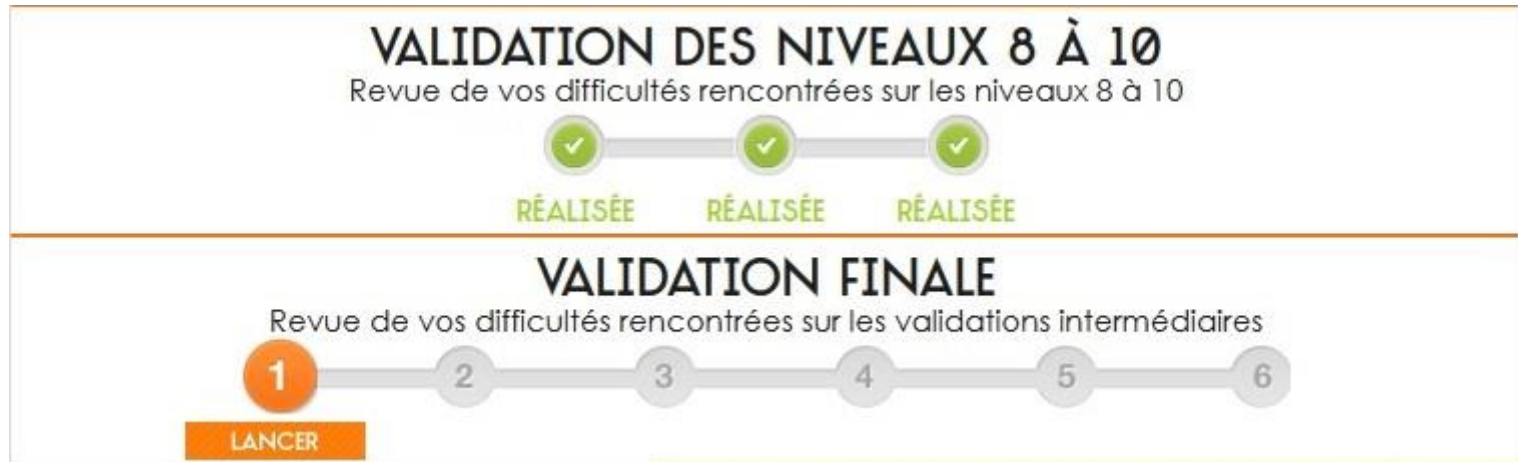 VALIDATION DES NIVEAUX 8 À 10
Revue de vos difficultés rencontrées sur les niveaux 8 à 10
RÉALISÉE RÉALISÉE RÉALISÉE
VALIDATION FINALE
Revue de vos difficultés rencontrées sur les validations intermédiaires
1 2 3 4 5 6
LANCER